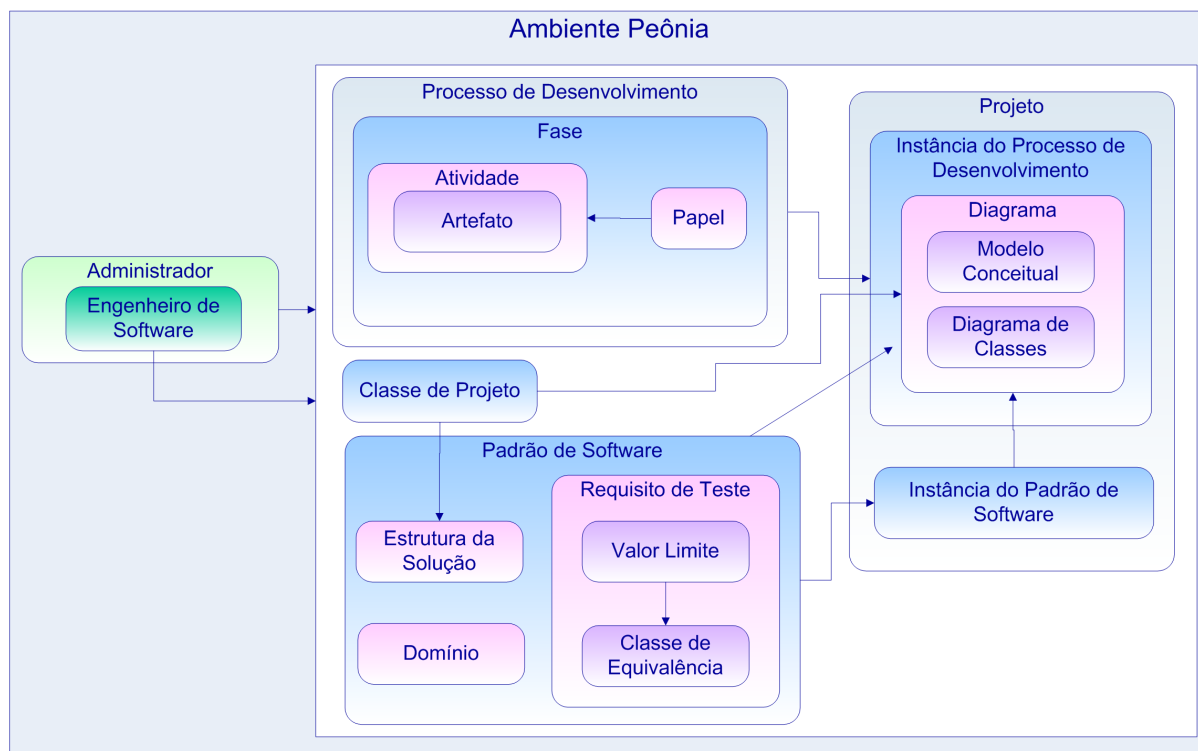 Ambiente Peônia
Administrador
Engenheiro de
Software
Processo de Desenvolvimento
Fase
Atividade
Artefato
Papel
Classe de Projeto
Padrão de Software
Estrutura da
Solução
Domínio
Requisito de Teste
Valor Limite
Classe de
Equivalência
Projeto
Instância do Processo de
Desenvolvimento
Diagrama
Modelo
Conceitual
Diagrama de
Classes
Instância do Padrão de
Software